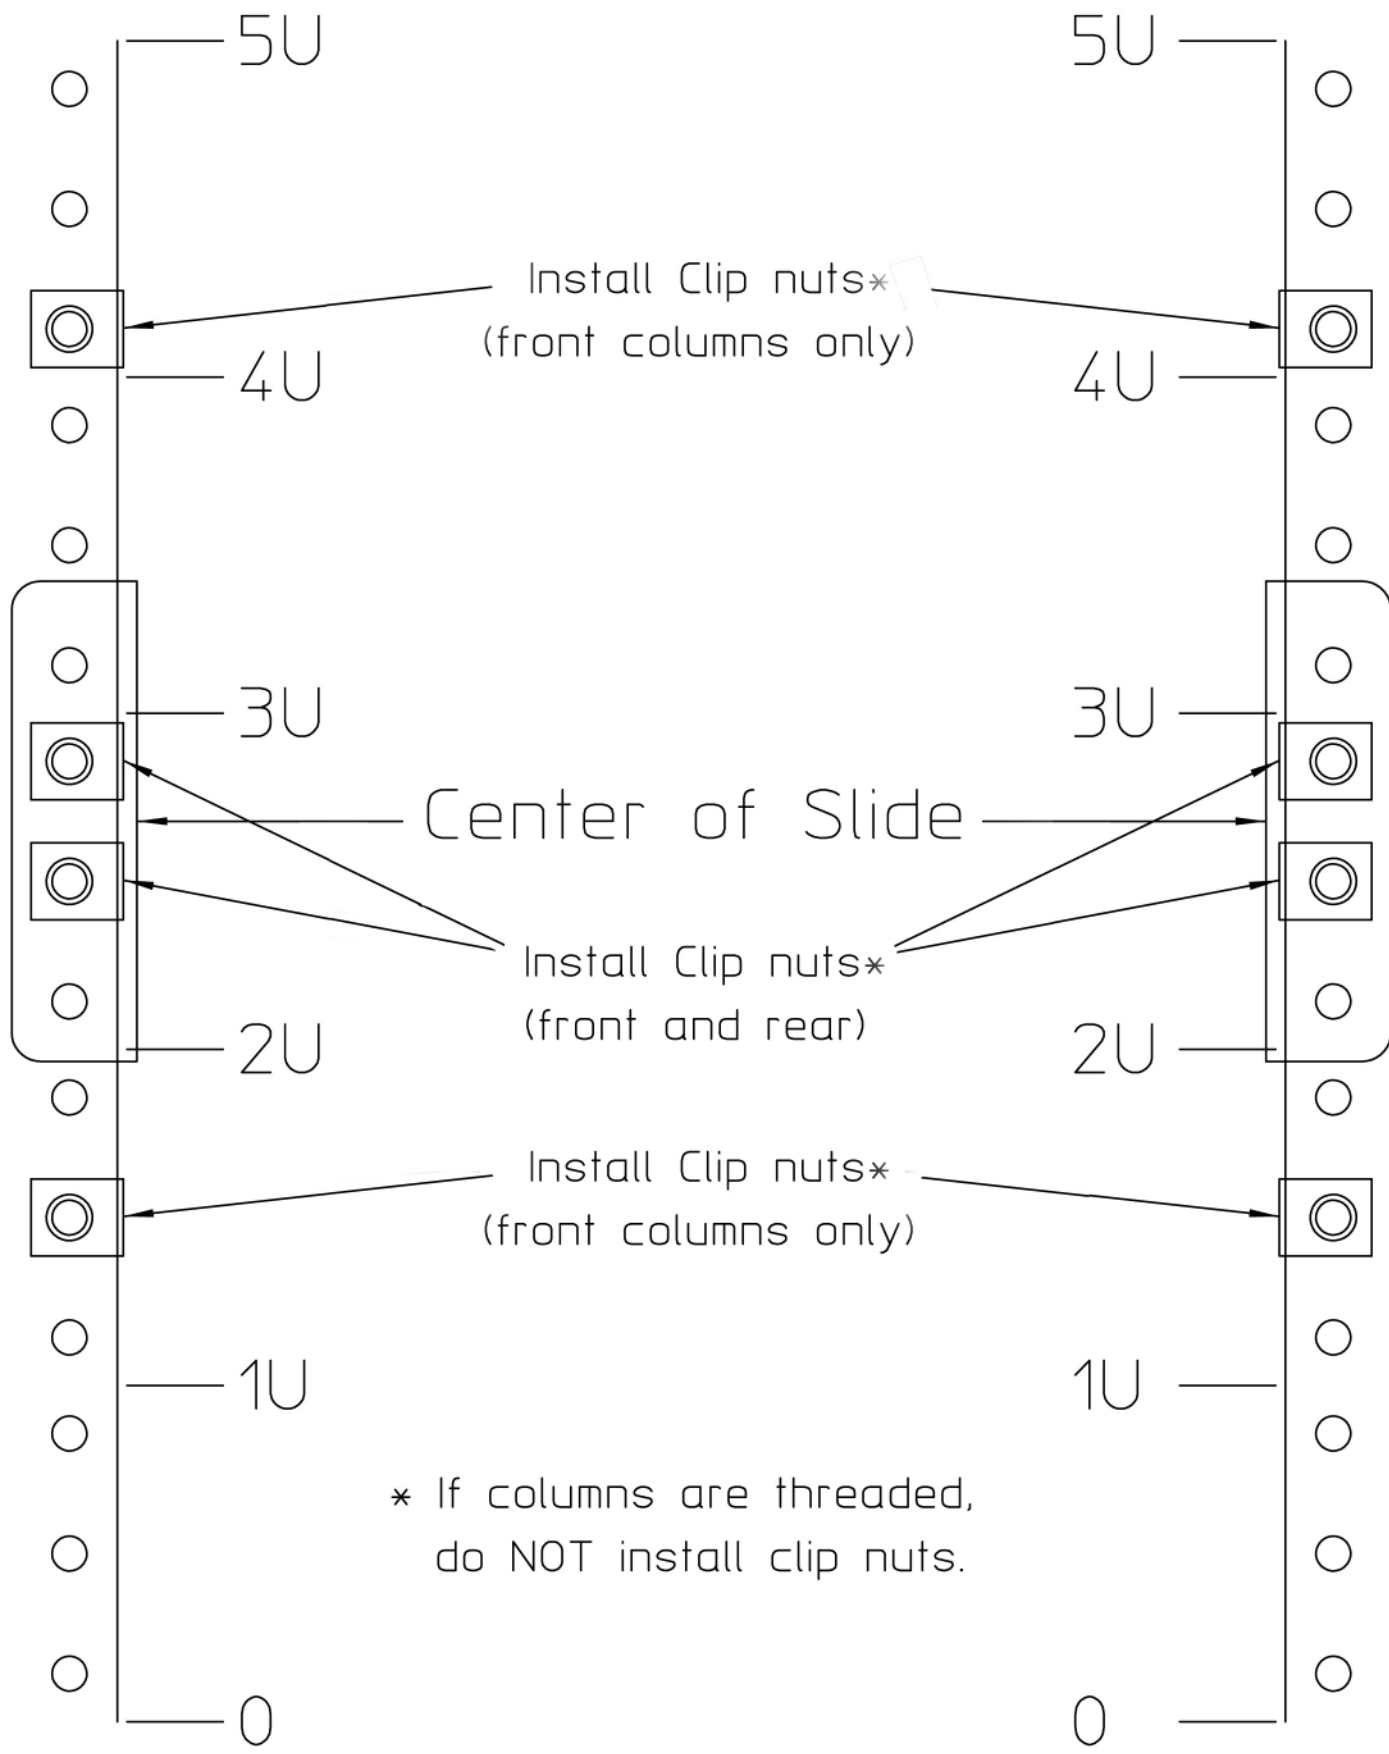 5U 5U
Install Clip nuts*
(front columns only)
4U 4U
3U 3U
Center of Slide
Install Clip nuts*
(front and rear)
2U 2U
Install Clip nuts*
(front columns only)
1U 1U
* If columns are threaded,
do NOT install clip nuts.
0 0